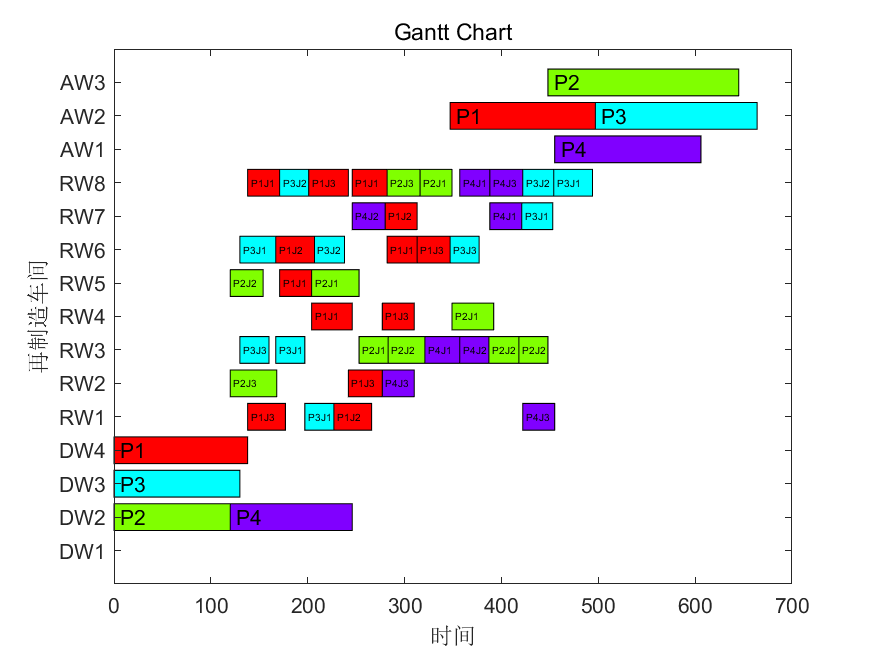 Gantt Chart
AW3 P2
AW2 P1 P3
AW1 P4
RW8 P1J1 P3J2 P1J3 P1J1 P2J3 P2J1 P4J1 P4J3 P3J2 P3J1
RW7 P4J2 P1J2 P4J1 P3J1
RW6 P3J1 P1J2 P3J2 P1J1 P1J3 P3J3
RW5 P2J2 P1J1 P2J1
RW4 P1J1 P1J3 P2J1
RW3 P3J3 P3J1 P2J1 P2J2 P4J1 P4J2 P2J2 P2J2
RW2 P2J3 P1J3 P4J3
RW1 P1J3 P3J1 P1J2 P4J3
DW4 P1
DW3 P3
DW2 P2 P4
DW1
0 100 200 300 400 500 600 700
时间
再制造车间